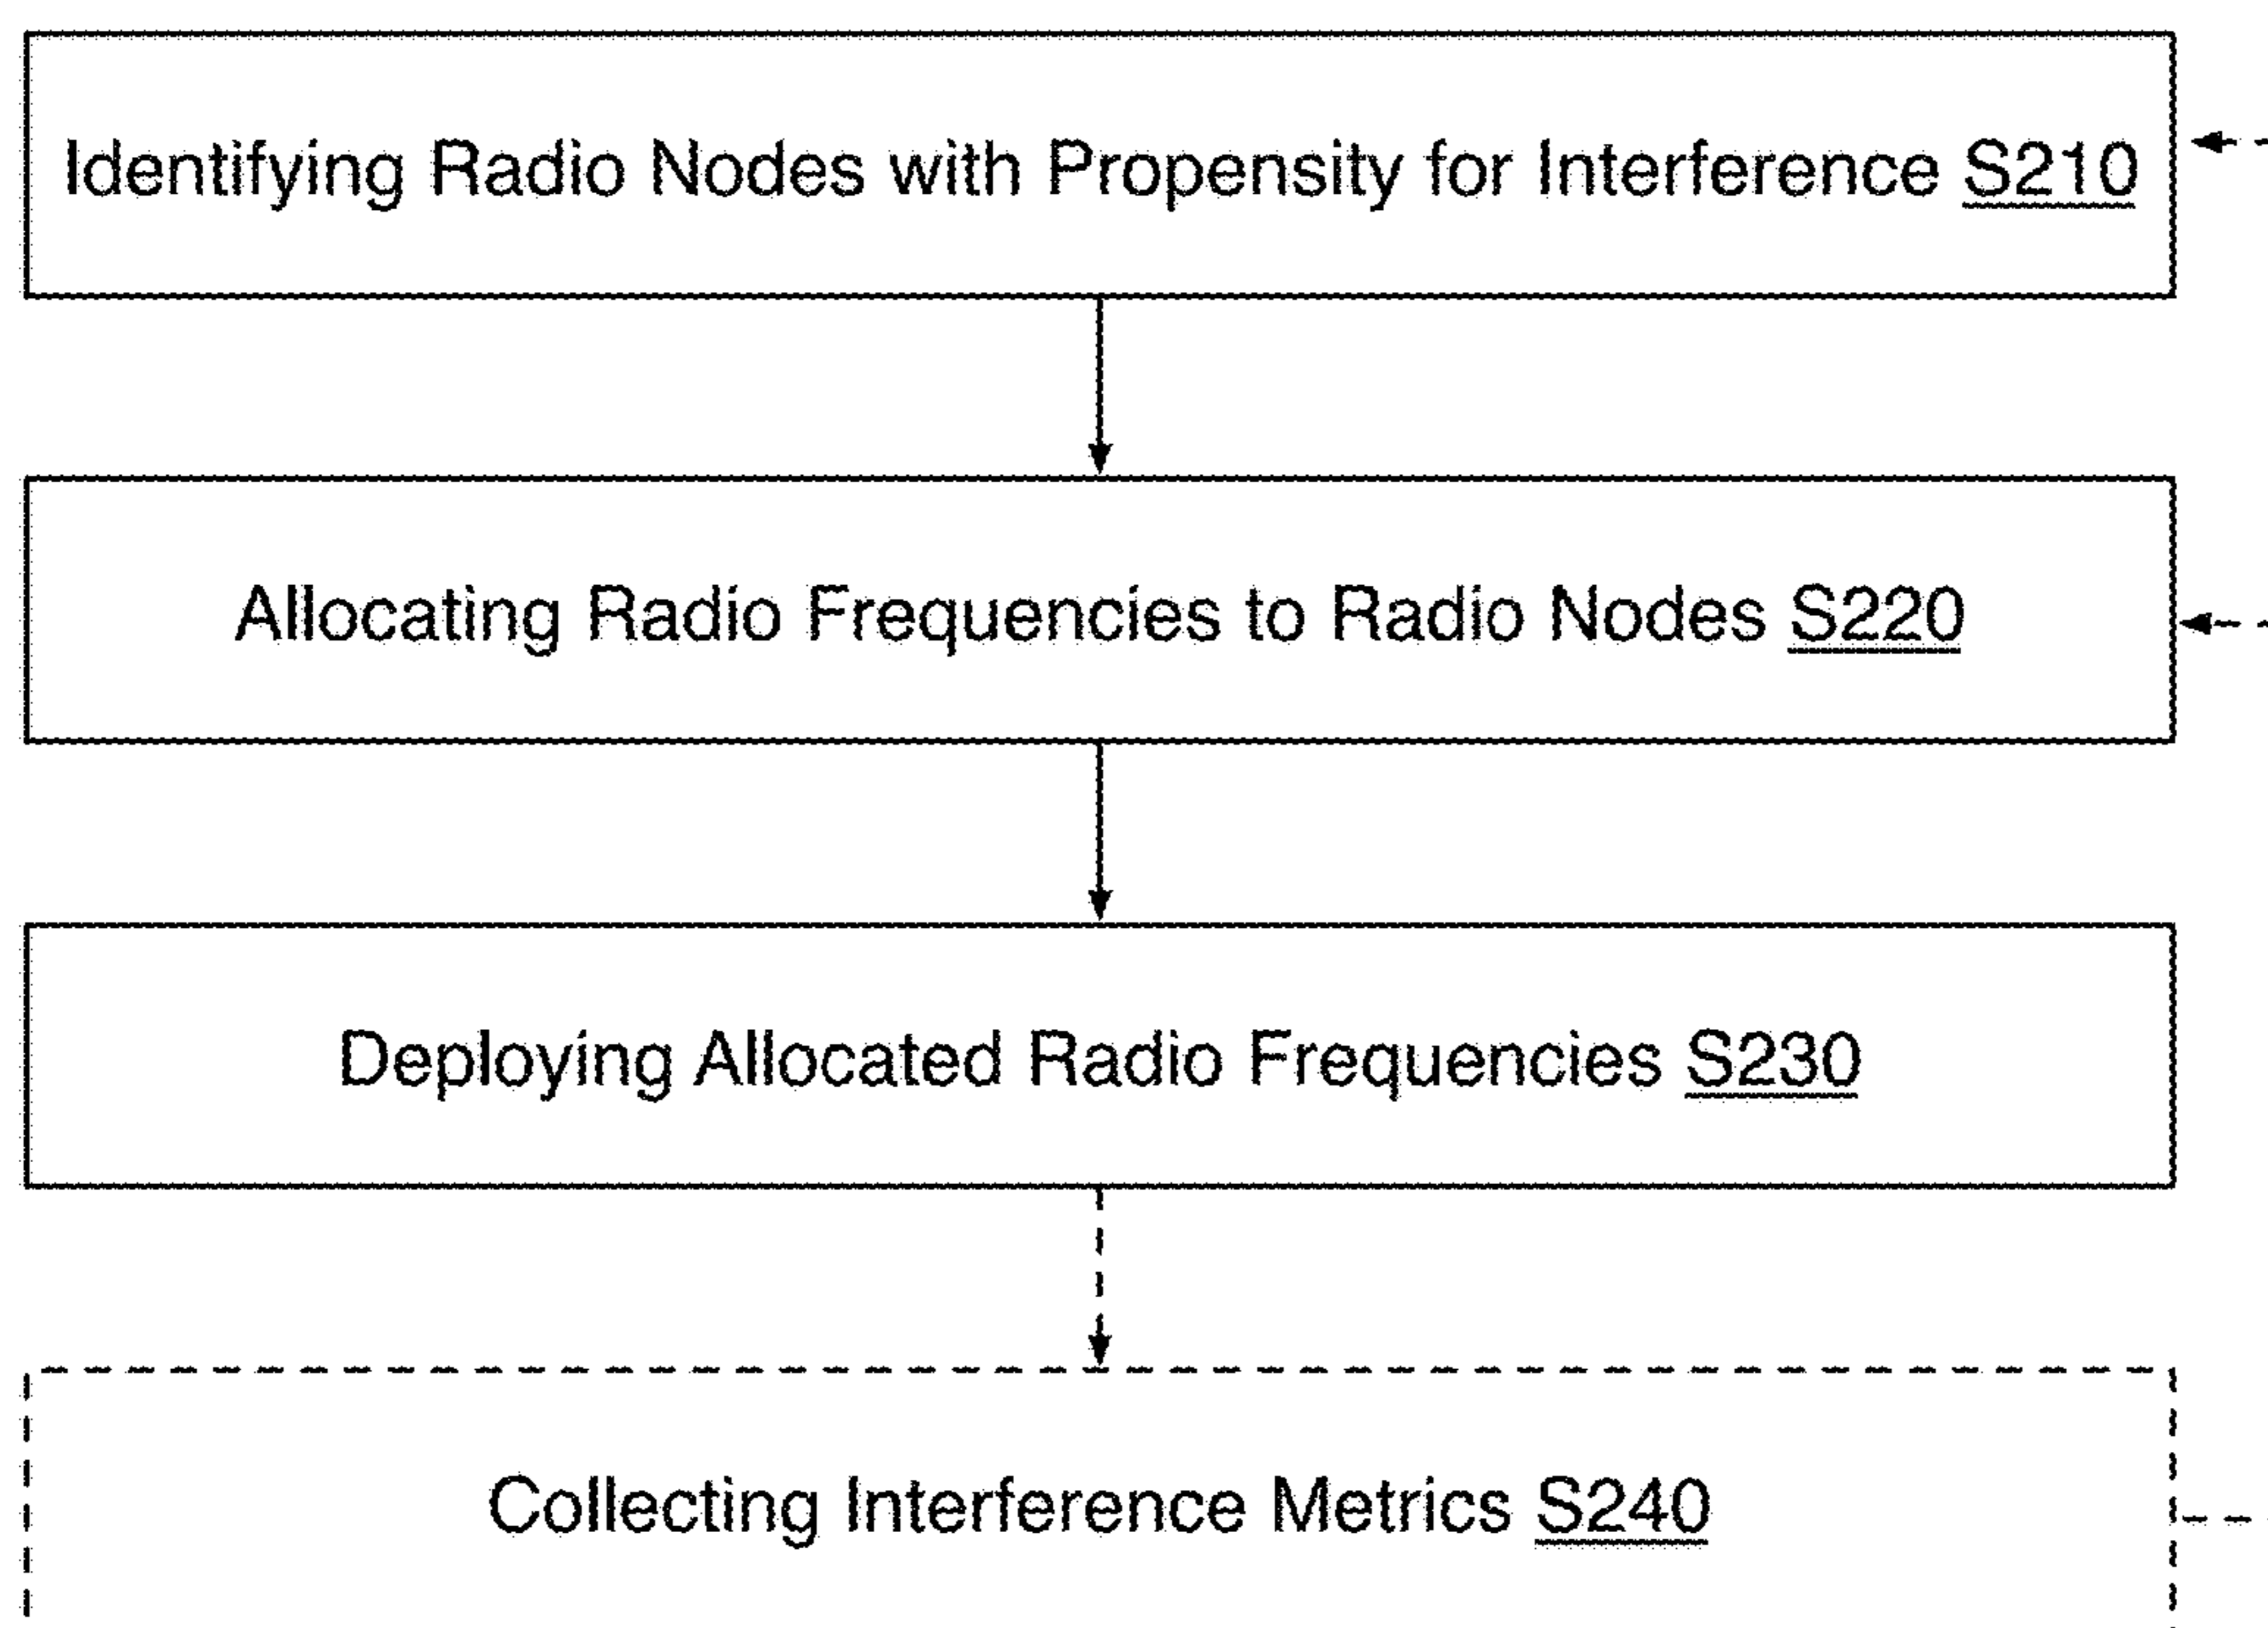 Identifying Radio Nodes with Propensity for Interference S210
Allocating Radio Frequencies to Radio Nodes S220
Deploying Allocated Radio Frequencies S230
Collecting Interference Metrics S240